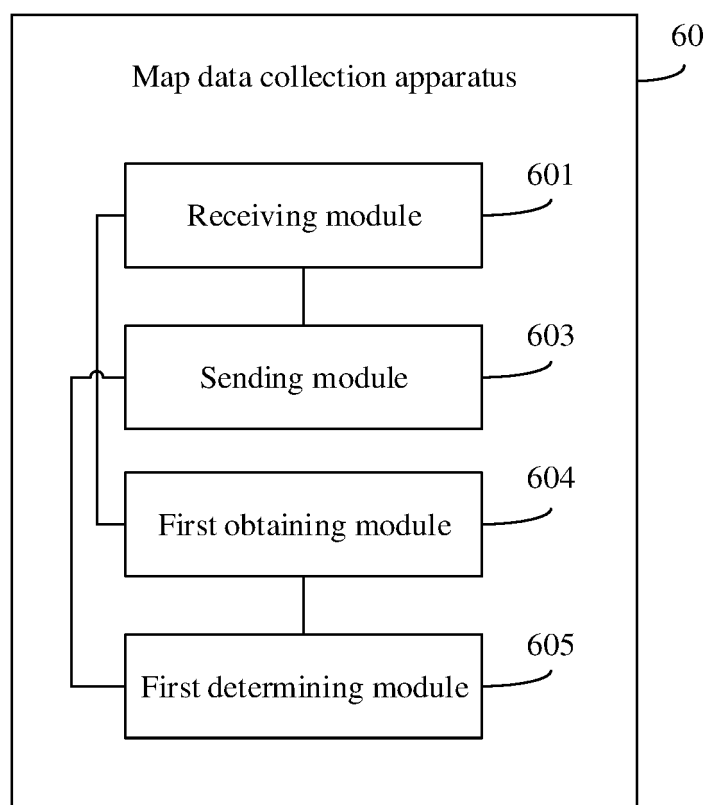 60
Map data collection apparatus
601
Receiving module
603
Sending module
604
First obtaining module
605
First determining module